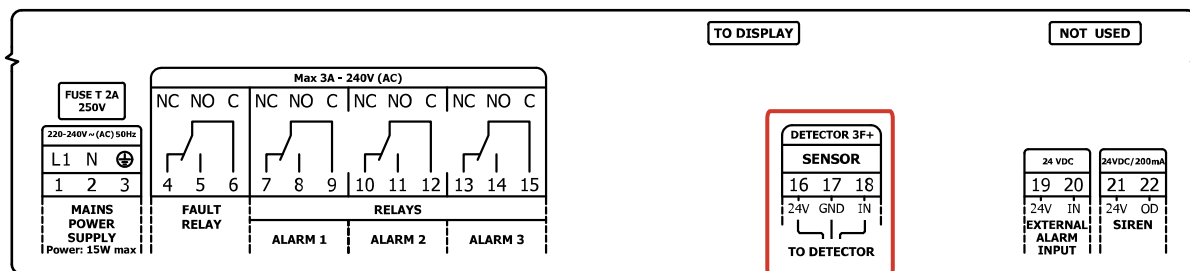 TO DISPLAY
NOT USED
Max 3A - 240V (AC)
FUSE T 2A
250V
NC NO C NC NO C NC NO C NC NO C
220-240V ~ (AC) 50Hz
DETECTOR 3F+
L1 N
SENSOR
24 VDC
24VDC/200mA
1 2 3 4 5 6 7 8 9 10 11 12 13 14 15 16 17 18 19 20 21 22
24V GND IN
24V IN
24V OD
MAINS
POWER
SUPPLY
Power: 15W max
FAULT
RELAY
RELAYS
ALARM 1
ALARM 2
ALARM 3
TO DETECTOR
EXTERNAL
ALARM
INPUT
SIREN